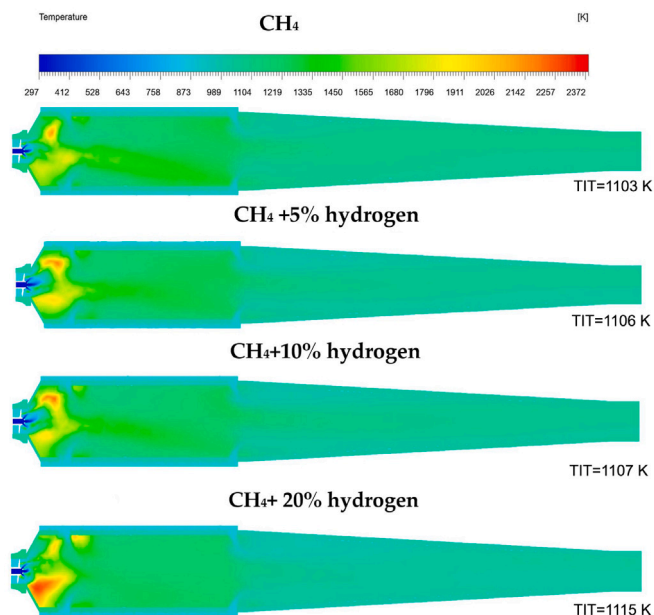 Temperature [K]
CH₄
297 412 528 643 758 873 989 1104 1219 1335 1450 1565 1680 1796 1911 2026 2142 2257 2372
TIT=1103 K
CH₄ +5% hydrogen
TIT=1106 K
CH₄+10% hydrogen
TIT=1107 K
CH₄+ 20% hydrogen
TIT=1115 K